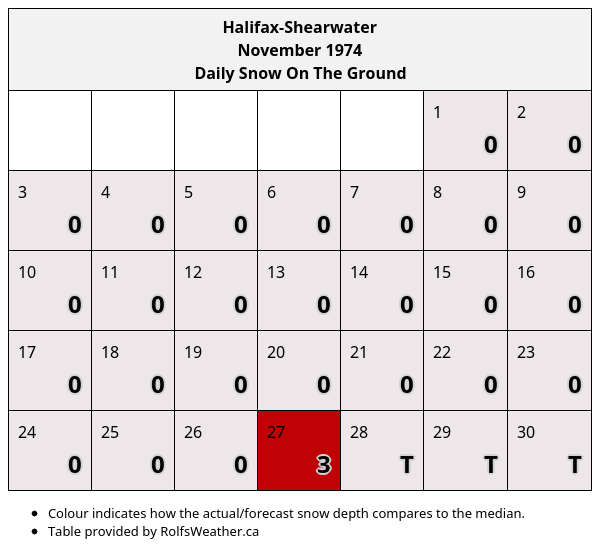 Halifax-Shearwater
November 1974
Daily Snow On The Ground
1 2
0 0
3 4 5 6 7 8 9
0 0 0 0 0 0 0
10 11 12 13 14 15 16
0 0 0 0 0 0 0
17 18 19 20 21 22 23
0 0 0 0 0 0 0
24 25 26 27 28 29 30
0 0 0 3 T T T
• Colour indicates how the actual/forecast snow depth compares to the median.
• Table provided by RolfsWeather.ca